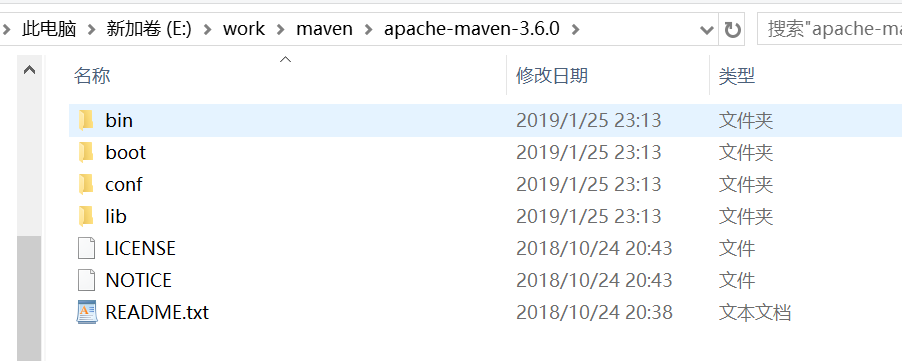 此电脑 新加卷 (E:) work maven apache-maven-3.6.0 搜索"apache-ma
名称 修改日期 类型
bin 2019/1/25 23:13 文件夹
boot 2019/1/25 23:13 文件夹
conf 2019/1/25 23:13 文件夹
lib 2019/1/25 23:13 文件夹
LICENSE 2018/10/24 20:43 文件
NOTICE 2018/10/24 20:43 文件
README.txt 2018/10/24 20:38 文本文档